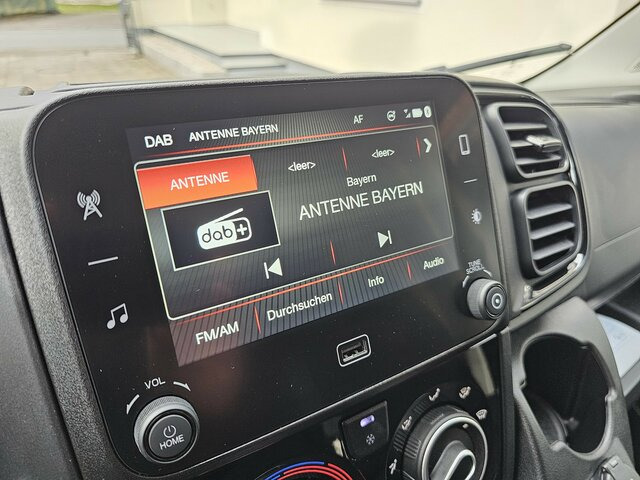 DAB ANTENNE BAYERN AF
ANTENNE <leer> <leer>
Bayern
ANTENNE BAYERN
dab+
FM/AM Durchsuchen Info Audio
TUNE
SCROLL
VOL
HOME